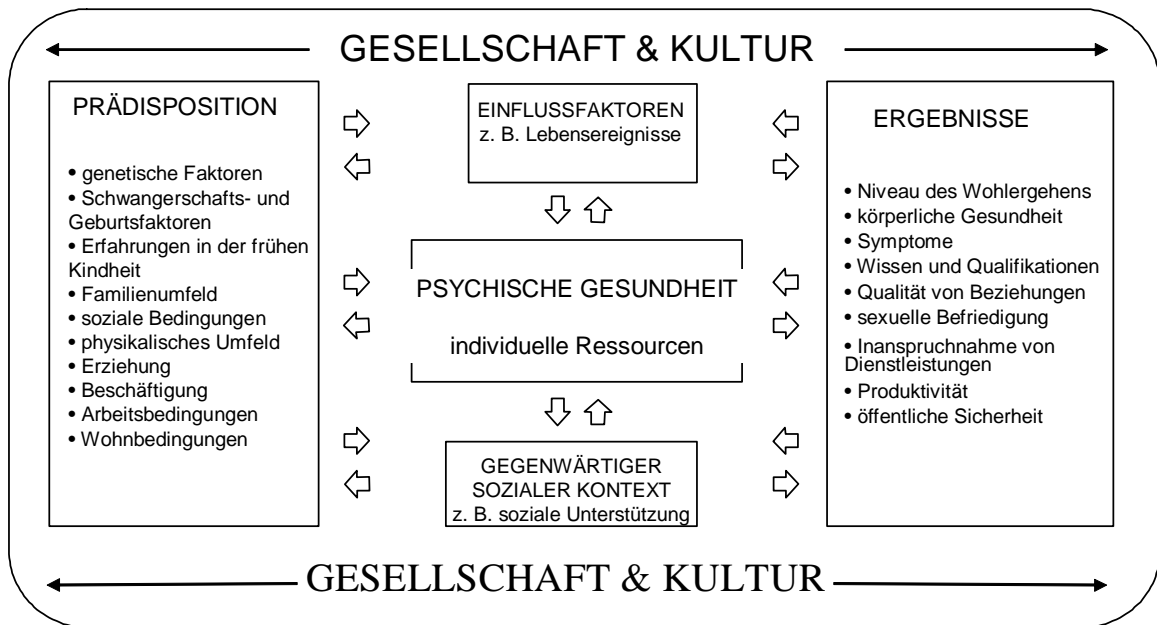 GESELLSCHAFT & KULTUR
PRÄDISPOSITION
• genetische Faktoren
• Schwangerschafts- und
Geburtsfaktoren
• Erfahrungen in der frühen
Kindheit
• Familienumfeld
• soziale Bedingungen
• physikalisches Umfeld
• Erziehung
• Beschäftigung
• Arbeitsbedingungen
• Wohnbedingungen
EINFLUSSFAKTOREN
z. B. Lebensereignisse
PSYCHISCHE GESUNDHEIT
individuelle Ressourcen
GEGENWÄRTIGER
SOZIALER KONTEXT
z. B. soziale Unterstützung
ERGEBNISSE
• Niveau des Wohlergehens
• körperliche Gesundheit
• Symptome
• Wissen und Qualifikationen
• Qualität von Beziehungen
• sexuelle Befriedigung
• Inanspruchnahme von
Dienstleistungen
• Produktivität
• öffentliche Sicherheit
GESELLSCHAFT & KULTUR